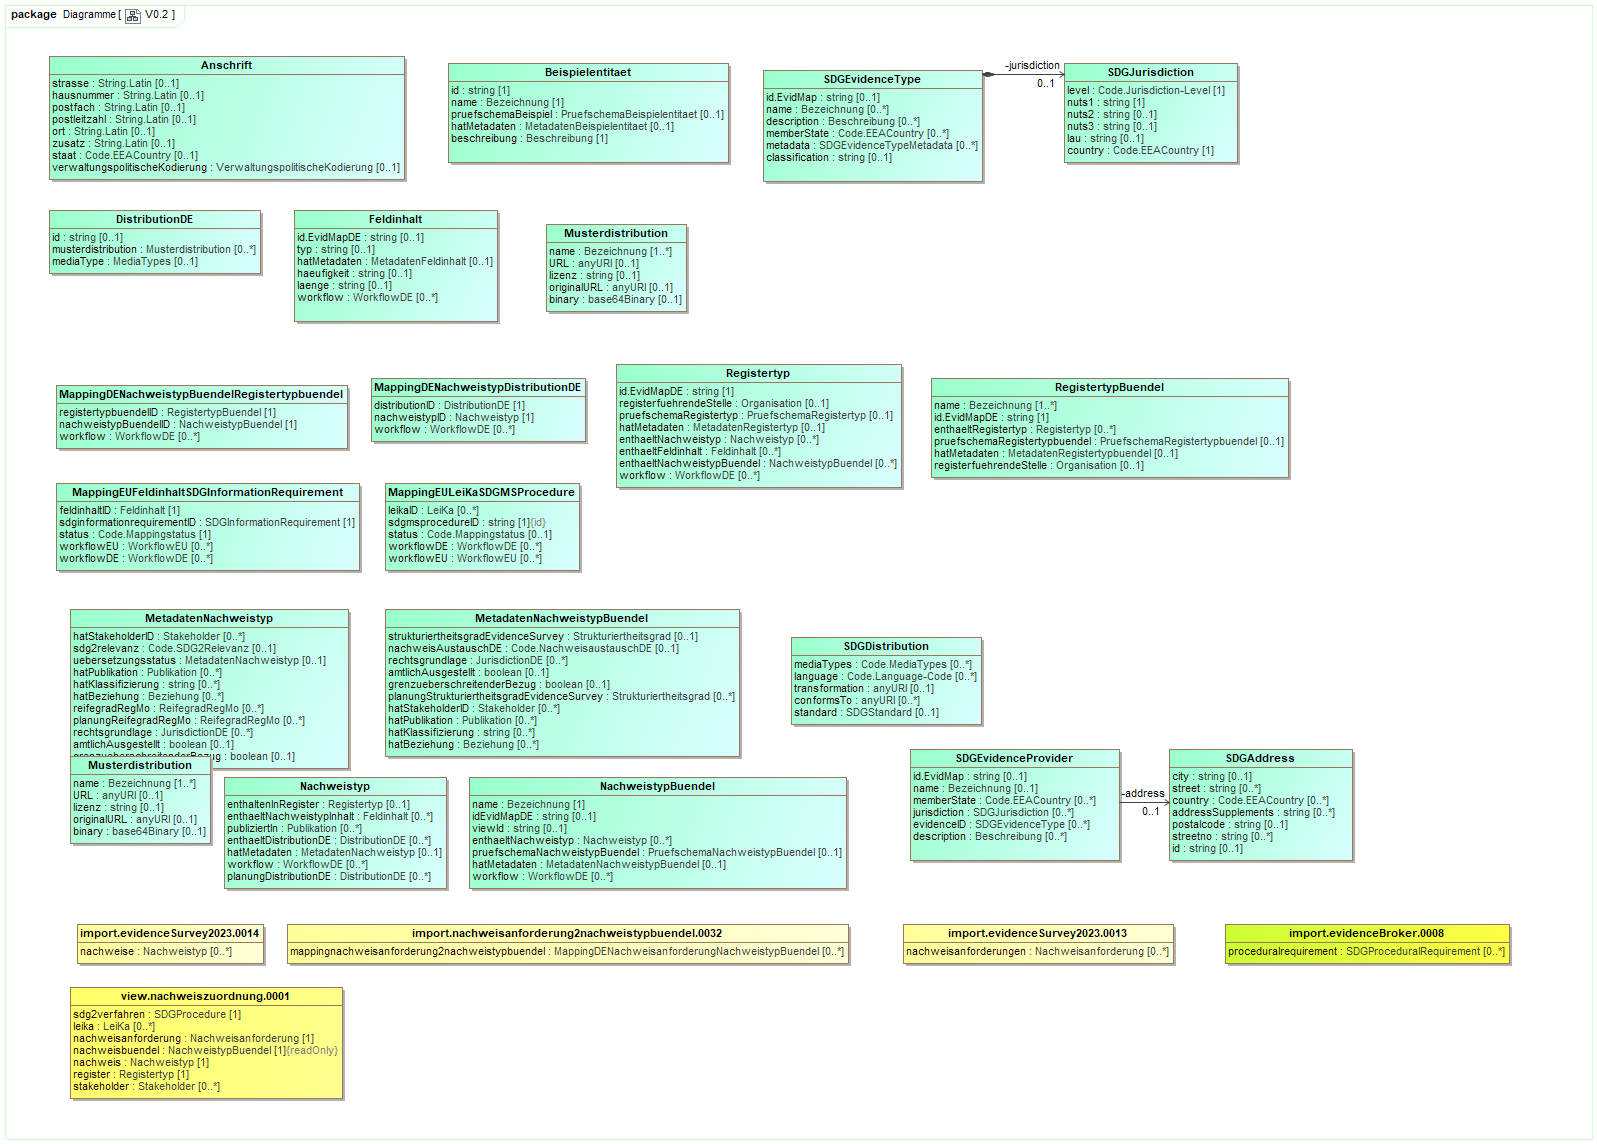 package Diagramme [ V0.2 ]
Anschrift
strasse : String.Latin [0..1]
hausnummer : String.Latin [0..1]
postfach : String.Latin [0..1]
postleitzahl : String.Latin [0..1]
ort : String.Latin [0..1]
zusatz : String.Latin [0..1]
staat : Code.EEACountry [0..1]
verwaltungspolitischeKodierung : VerwaltungspolitischeKodierung [0..1]
Beispielentitaet
id : string [1]
name : Bezeichnung [1]
pruefschemaBeispiel : PruefschemaBeispielentitaet [0..1]
hatMetadaten : MetadatenBeispielentitaet [0..1]
beschreibung : Beschreibung [1]
SDGEvidenceType
id.EvidMap : string [0..1]
name : Bezeichnung [0..*]
description : Beschreibung [0..*]
memberState : Code.EEACountry [0..*]
metadata : SDGEvidenceTypeMetadata [0..*]
classification : string [0..1]
-jurisdiction
0..1
SDGJurisdiction
level : Code.Jurisdiction-Level [1]
nuts1 : string [1]
nuts2 : string [0..1]
nuts3 : string [0..1]
lau : string [0..1]
country : Code.EEACountry [1]
DistributionDE
id : string [0..1]
musterdistribution : Musterdistribution [0..*]
mediaType : MediaTypes [0..1]
Feldinhalt
id.EvidMapDE : string [0..1]
typ : string [0..1]
hatMetadaten : MetadatenFeldinhalt [0..1]
haeufigkeit : string [0..1]
laenge : string [0..1]
workflow : WorkflowDE [0..*]
Musterdistribution
name : Bezeichnung [1..*]
URL : anyURI [0..1]
lizenz : string [0..1]
originalURL : anyURI [0..1]
binary : base64Binary [0..1]
MappingDENachweistypBuendelRegistertypbuendel
registertypbuendelID : RegistertypBuendel [1]
nachweistypBuendelID : NachweistypBuendel [1]
workflow : WorkflowDE [0..*]
MappingDENachweistypDistributionDE
distributionID : DistributionDE [1]
nachweistypID : Nachweistyp [1]
workflow : WorkflowDE [0..*]
Registertyp
id.EvidMapDE : string [1]
registerfuehrendeStelle : Organisation [0..1]
pruefschemaRegistertyp : PruefschemaRegistertyp [0..1]
hatMetadaten : MetadatenRegistertyp [0..1]
enthaeltNachweistyp : Nachweistyp [0..*]
enthaeltFeldinhalt : Feldinhalt [0..*]
enthaeltNachweistypBuendel : NachweistypBuendel [0..*]
workflow : WorkflowDE [0..*]
RegistertypBuendel
name : Bezeichnung [1..*]
id.EvidMapDE : string [1]
enthaeltRegistertyp : Registertyp [0..*]
pruefschemaRegistertypbuendel : PruefschemaRegistertypbuendel [0..1]
hatMetadaten : MetadatenRegistertypbuendel [0..1]
registerfuehrendeStelle : Organisation [0..1]
MappingEUFeldinhaltSDGInformationRequirement
feldinhaltID : Feldinhalt [1]
sdginformationrequirementID : SDGInformationRequirement [1]
status : Code.Mappingstatus [1]
workflowEU : WorkflowEU [0..*]
workflowDE : WorkflowDE [0..*]
MappingEULeiKaSDGMSProcedure
leikaID : LeiKa [0..*]
sdgmsprocedureID : string [1]{id}
status : Code.Mappingstatus [0..1]
workflowDE : WorkflowDE [0..*]
workflowEU : WorkflowEU [0..*]
MetadatenNachweistyp
hatStakeholderID : Stakeholder [0..*]
sdg2relevanz : Code.SDG2Relevanz [0..1]
uebersetzungsstatus : MetadatenNachweistyp [0..1]
hatPublikation : Publikation [0..*]
hatKlassifizierung : string [0..*]
hatBeziehung : Beziehung [0..*]
reifegradRegMo : ReifegradRegMo [0..*]
planungReifegradRegMo : ReifegradRegMo [0..*]
rechtsgrundlage : JurisdictionDE [0..*]
amtlichAusgestellt : boolean [0..1]
grenzueberschreitenderBezug : boolean [0..1]
MetadatenNachweistypBuendel
strukturiertheitsgradEvidenceSurvey : Strukturiertheitsgrad [0..1]
nachweisAustauschDE : Code.NachweisaustauschDE [0..1]
rechtsgrundlage : JurisdictionDE [0..*]
amtlichAusgestellt : boolean [0..1]
grenzueberschreitenderBezug : boolean [0..1]
planungStrukturiertheitsgradEvidenceSurvey : Strukturiertheitsgrad [0..*]
hatStakeholderID : Stakeholder [0..*]
hatPublikation : Publikation [0..*]
hatKlassifizierung : string [0..*]
hatBeziehung : Beziehung [0..*]
SDGDistribution
mediaTypes : Code.MediaTypes [0..*]
language : Code.Language-Code [0..*]
transformation : anyURI [0..1]
conformsTo : anyURI [0..*]
standard : SDGStandard [0..1]
Musterdistribution
name : Bezeichnung [1..*]
URL : anyURI [0..1]
lizenz : string [0..1]
originalURL : anyURI [0..1]
binary : base64Binary [0..1]
Nachweistyp
enthaltenInRegister : Registertyp [0..1]
enthaeltNachweistypInhalt : Feldinhalt [0..*]
publiziertIn : Publikation [0..*]
enthaeltDistributionDE : DistributionDE [0..*]
hatMetadaten : MetadatenNachweistyp [0..1]
workflow : WorkflowDE [0..*]
planungDistributionDE : DistributionDE [0..*]
NachweistypBuendel
name : Bezeichnung [1]
idEvidMapDE : string [0..1]
viewId : string [0..1]
enthaeltNachweistyp : Nachweistyp [0..*]
pruefschemaNachweistypBuendel : PruefschemaNachweistypBuendel [0..1]
hatMetadaten : MetadatenNachweistypBuendel [0..1]
workflow : WorkflowDE [0..*]
SDGEvidenceProvider
id.EvidMap : string [0..1]
name : Bezeichnung [0..1]
memberState : Code.EEACountry [0..*]
jurisdiction : SDGJurisdiction [0..*]
evidenceID : SDGEvidenceType [0..*]
description : Beschreibung [0..*]
-address
0..1
SDGAddress
city : string [0..1]
street : string [0..*]
country : Code.EEACountry [0..*]
addressSupplements : string [0..*]
postalcode : string [0..1]
streetno : string [0..*]
id : string [0..1]
import.evidenceSurvey2023.0014
nachweise : Nachweistyp [0..*]
import.nachweisanforderung2nachweistypbuendel.0032
mappingnachweisanforderung2nachweistypbuendel : MappingDENachweisanforderungNachweistypBuendel [0..*]
import.evidenceSurvey2023.0013
nachweisanforderungen : Nachweisanforderung [0..*]
import.evidenceBroker.0008
proceduralrequirement : SDGProceduralRequirement [0..*]
view.nachweiszuordnung.0001
sdg2verfahren : SDGProcedure [1]
leika : LeiKa [0..*]
nachweisanforderung : Nachweisanforderung [1]
nachweisbuendel : NachweistypBuendel [1]{readOnly}
nachweis : Nachweistyp [1]
register : Registertyp [1]
stakeholder : Stakeholder [0..*]